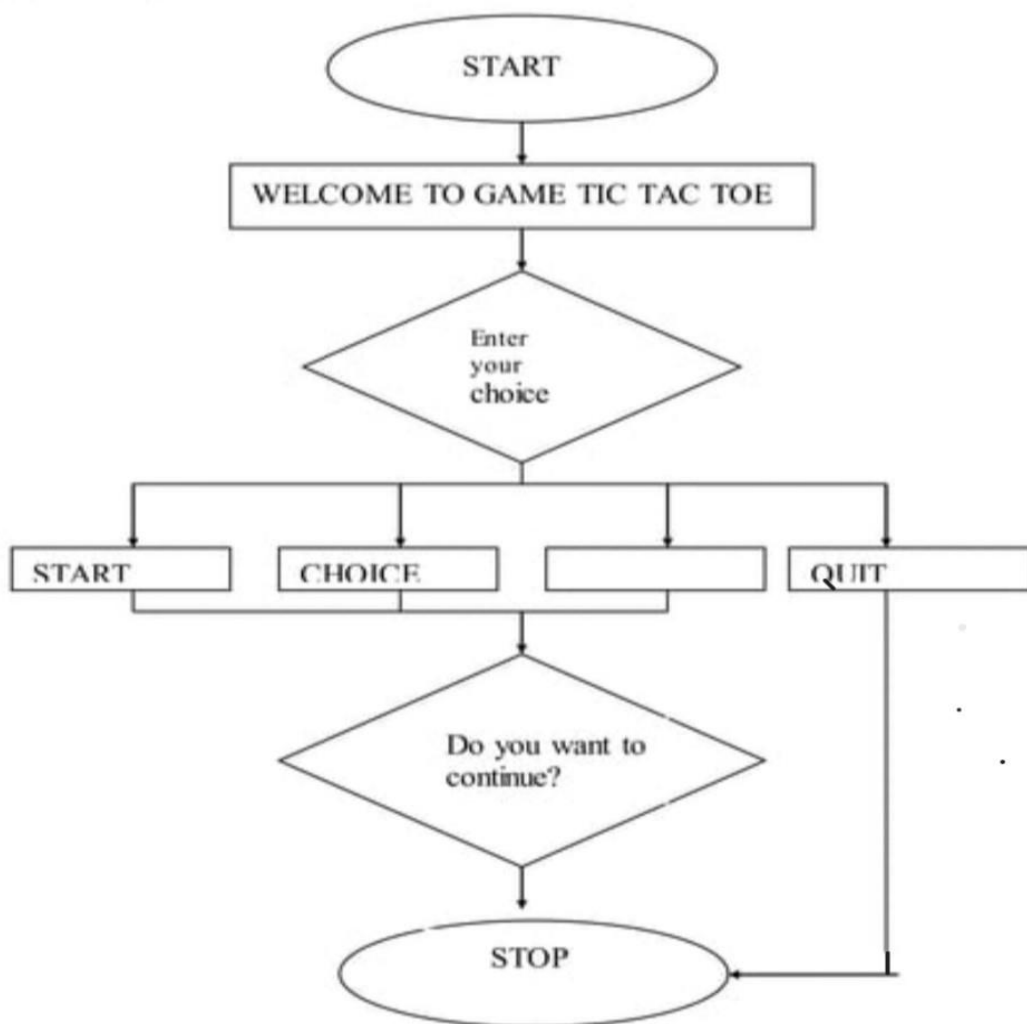 START
WELCOME TO GAME TIC TAC TOE
Enter
your
choice
START
CHOICE
QUIT
Do you want to
continue?
STOP